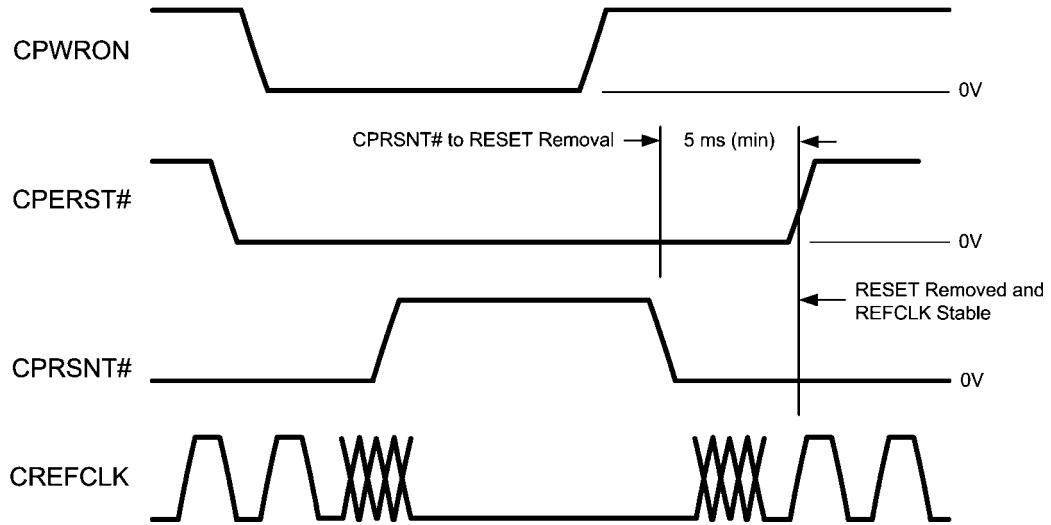 CPWRON
0V
CPRSNT# to RESET Removal
5 ms (min)
CPERST#
0V
RESET Removed and
REFCLK Stable
CPRSNT#
0V
CREFCLK